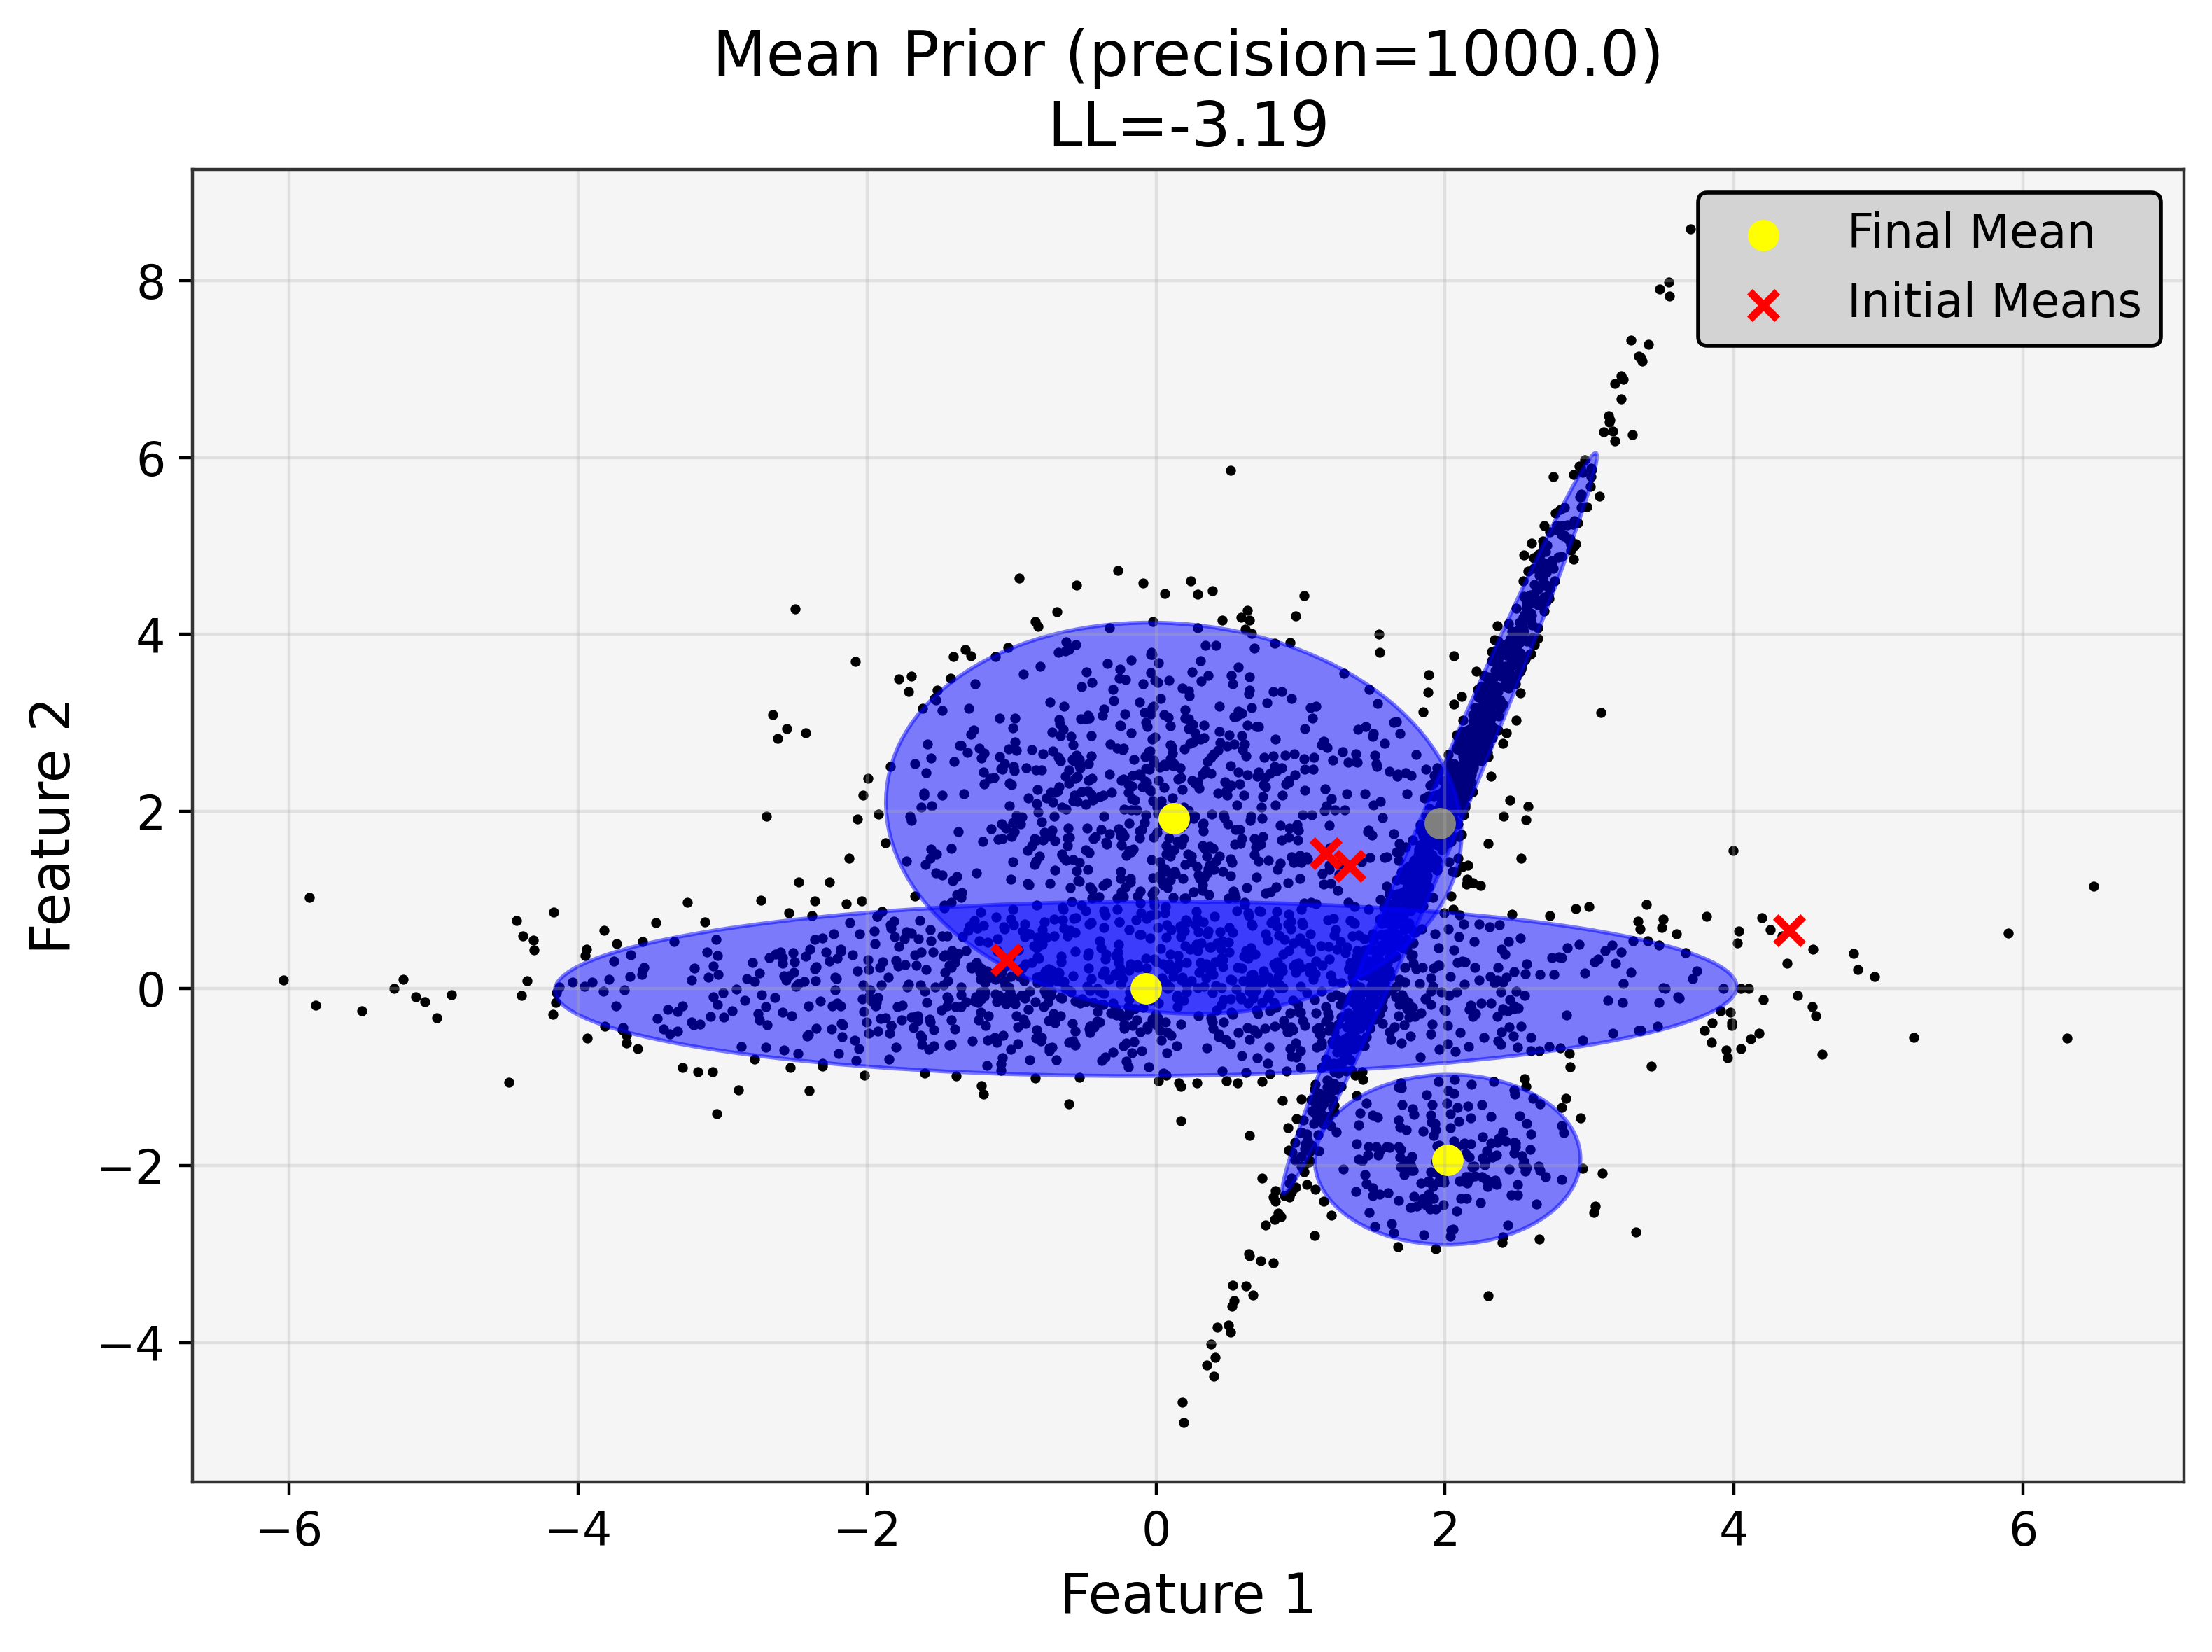 Mean Prior (precision=1000.0)
LL=-3.19
Final Mean
Initial Means
8
6
4
2
0
−2
−4
Feature 2
−6
−4
−2
0
2
4
6
Feature 1